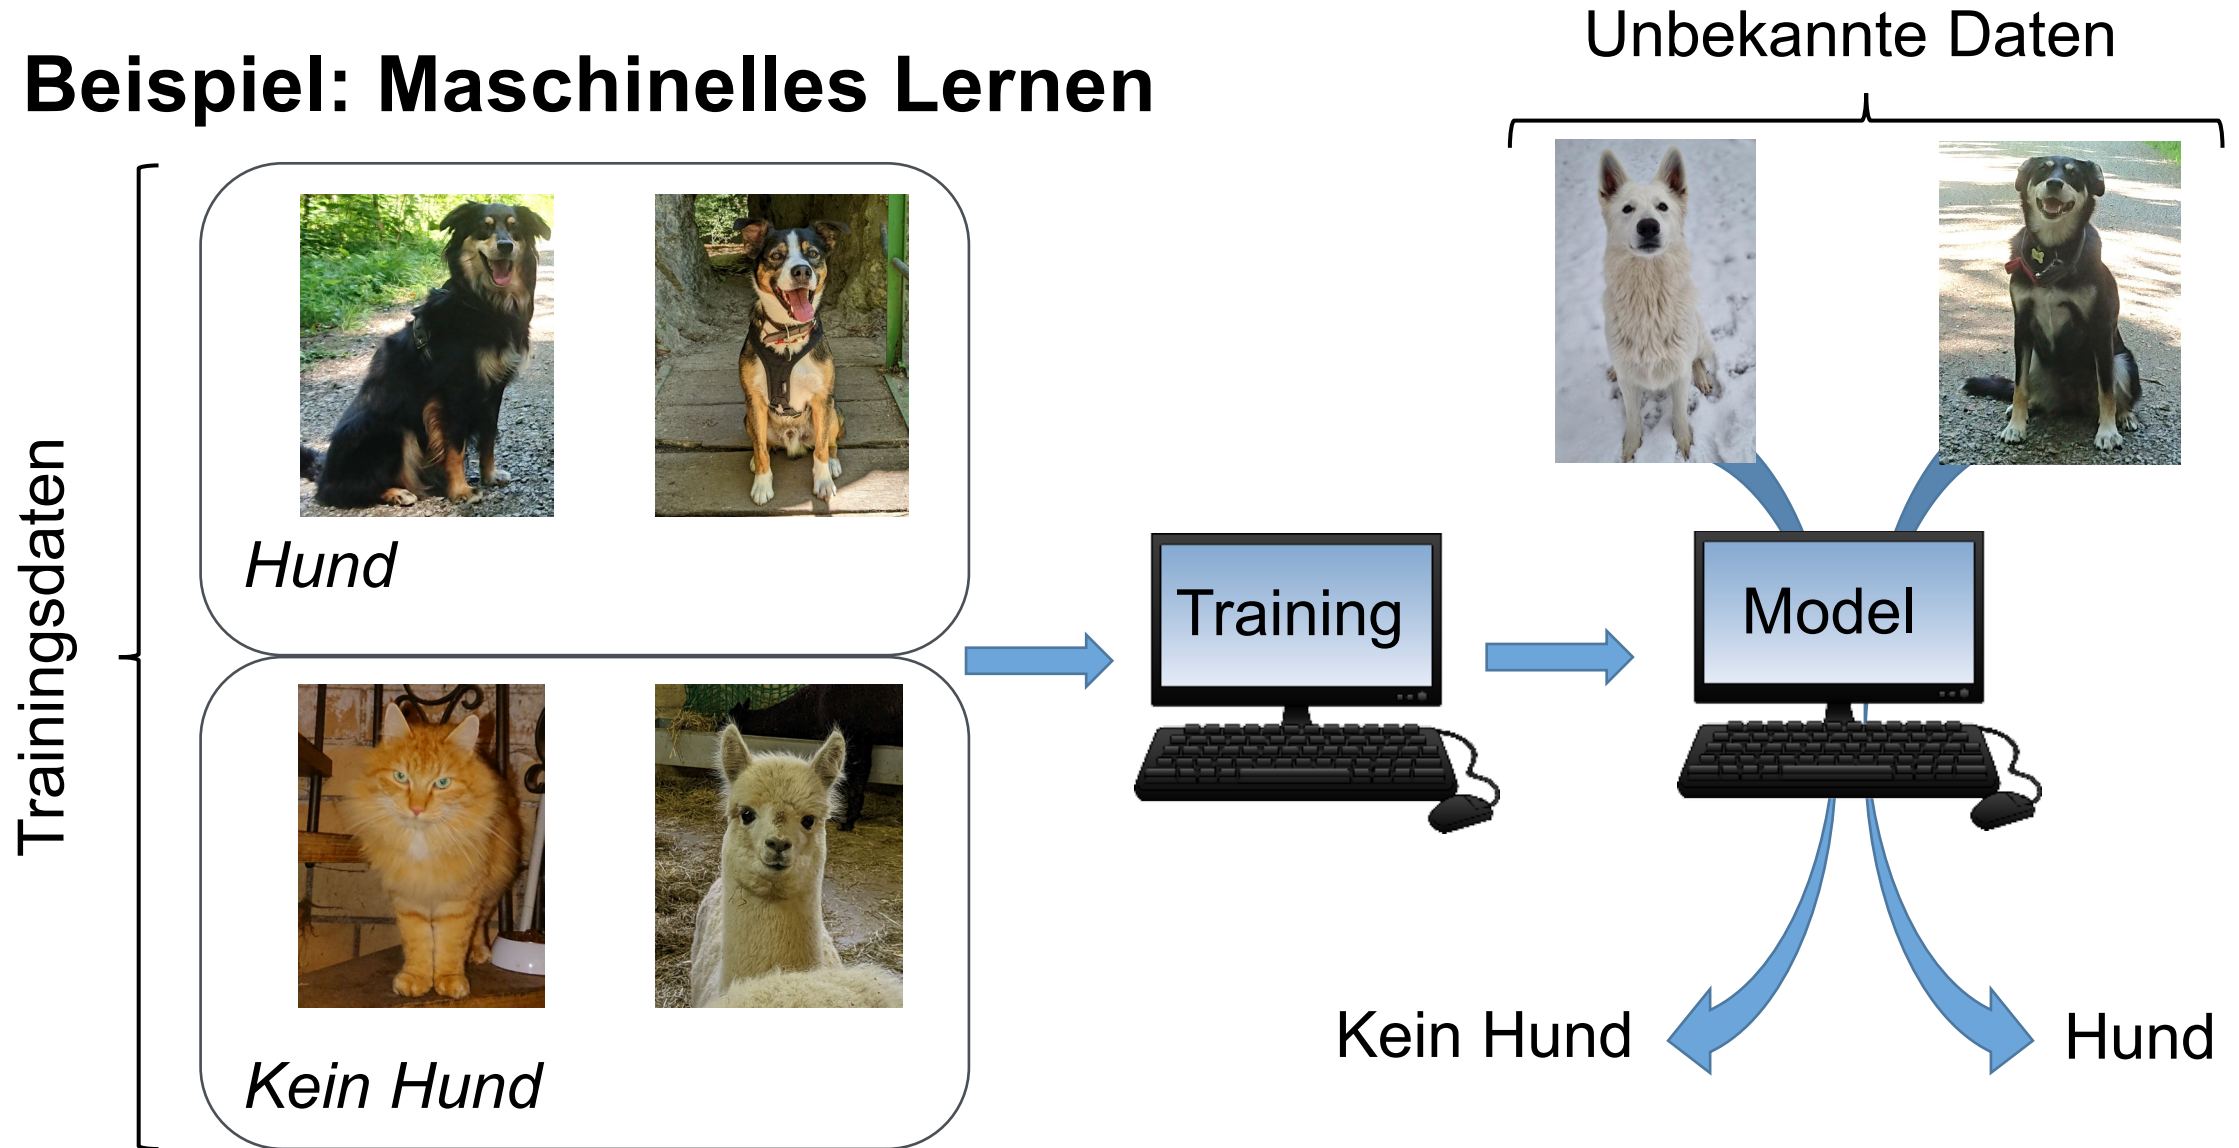 Beispiel: Maschinelles Lernen
Unbekannte Daten
Trainingsdaten
Hund
Kein Hund
Training
Model
Kein Hund
Hund